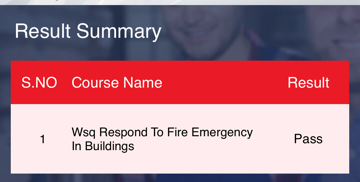 Result Summary
S.NO Course Name Result
1 Wsq Respond To Fire Emergency In Buildings Pass